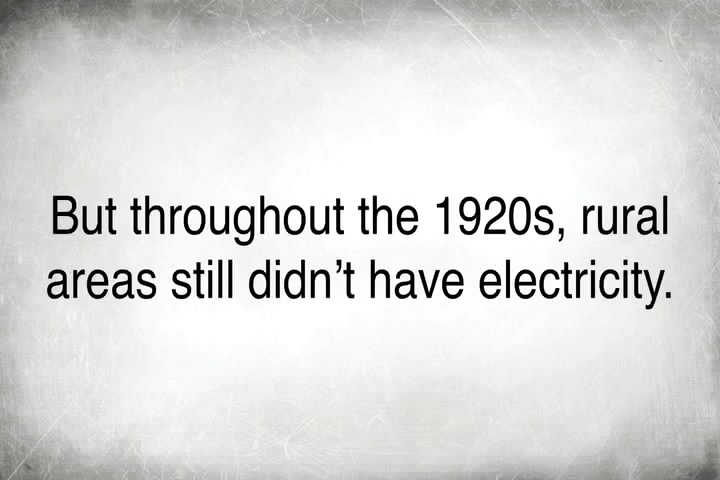 But throughout the 1920s, rural
areas still didn’t have electricity.